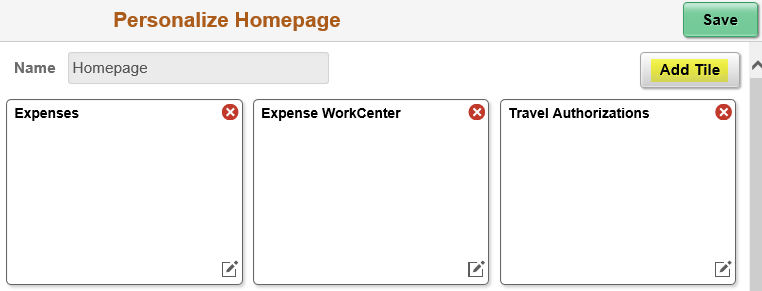 Personalize Homepage
Save
Name
Homepage
Add Tile
Expenses
Expense WorkCenter
Travel Authorizations